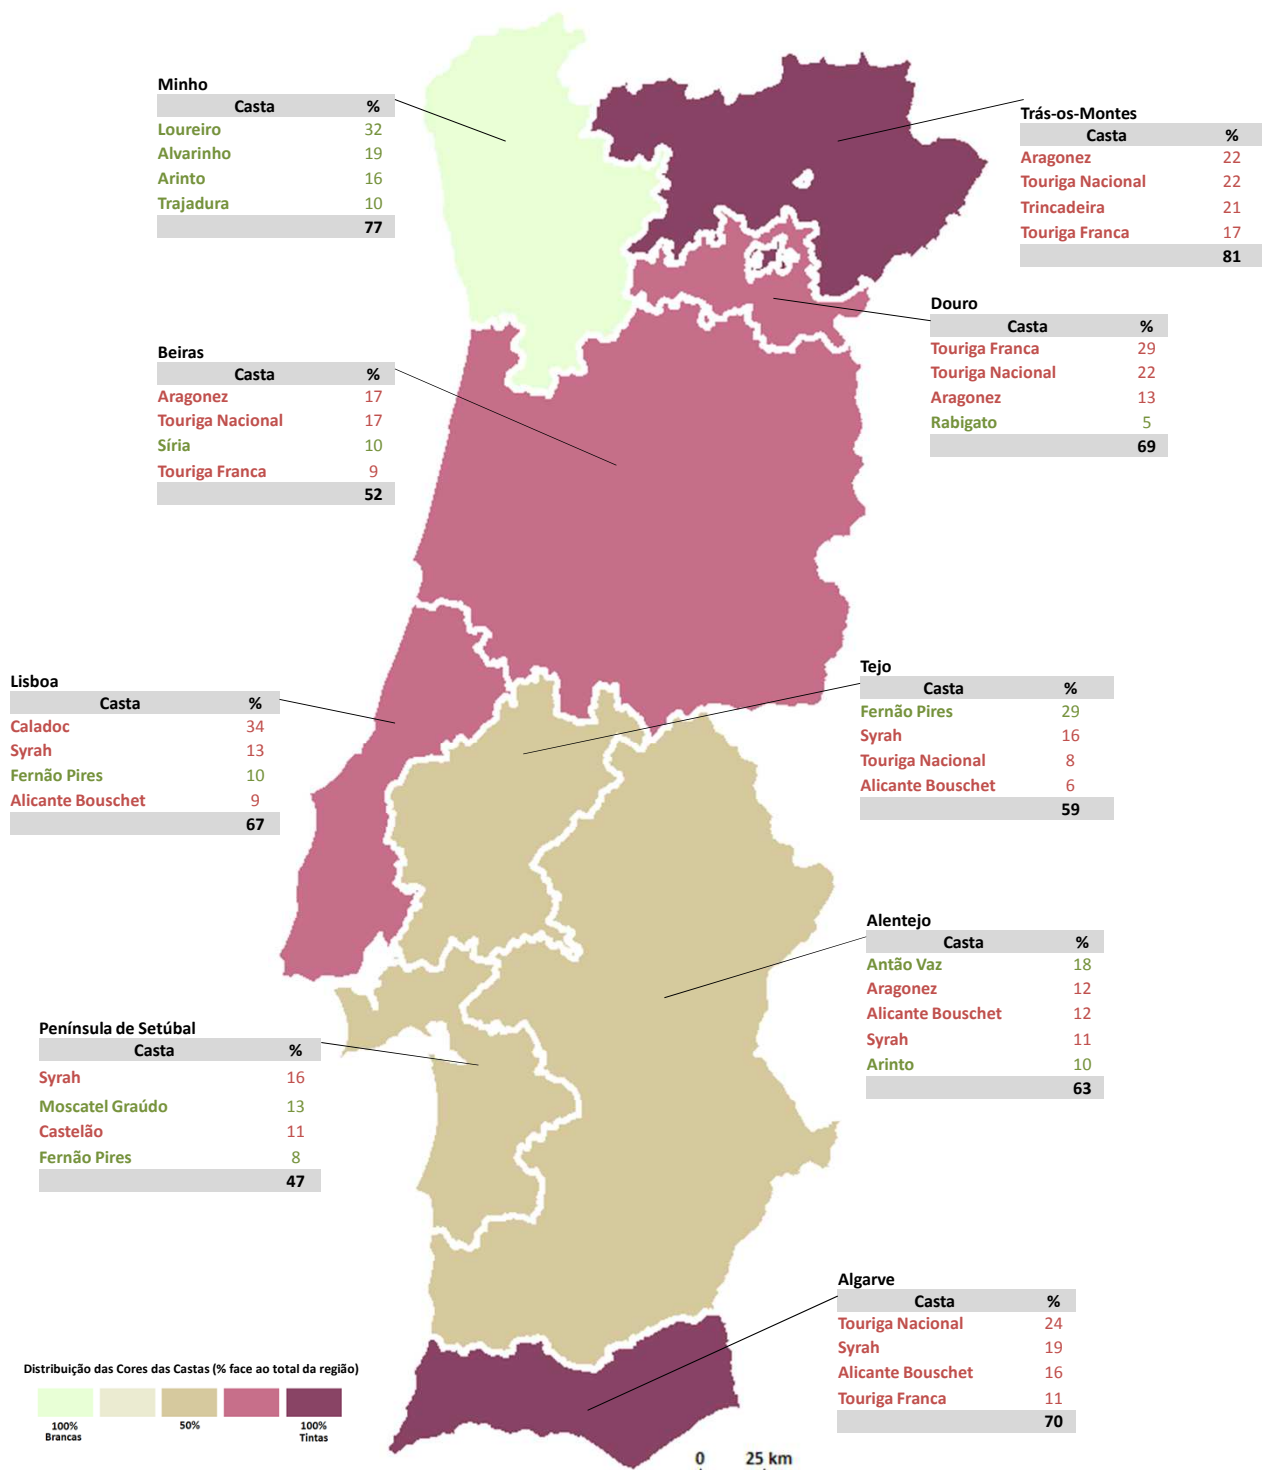 Minho
Casta %
Loureiro 32
Alvarinho 19
Arinto 16
Trajadura 10
77
Trás-os-Montes
Casta %
Aragonez 22
Touriga Nacional 22
Trincadeira 21
Touriga Franca 17
81
Douro
Casta %
Touriga Franca 29
Touriga Nacional 22
Aragonez 13
Rabigato 5
69
Beiras
Casta %
Aragonez 17
Touriga Nacional 17
Síria 10
Touriga Franca 9
52
Lisboa
Casta %
Caladoc 34
Syrah 13
Fernão Pires 10
Alicante Bouschet 9
67
Tejo
Casta %
Fernão Pires 29
Syrah 16
Touriga Nacional 8
Alicante Bouschet 6
59
Alentejo
Casta %
Antão Vaz 18
Aragonez 12
Alicante Bouschet 12
Syrah 11
Arinto 10
63
Península de Setúbal
Casta %
Syrah 16
Moscatel Graúdo 13
Castelão 11
Fernão Pires 8
47
Algarve
Casta %
Touriga Nacional 24
Syrah 19
Alicante Bouschet 16
Touriga Franca 11
70
Distribuição das Cores das Castas (% face ao total da região)
100% 50% 100%
Brancas Tintas
0 25 km